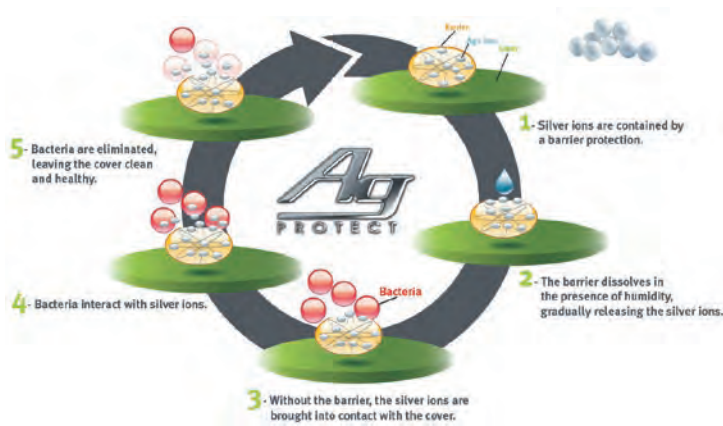 Barrier
Ag+ ions
1- Silver ions are contained by
a barrier protection.
2- The barrier dissolves in
the presence of humidity,
gradually releasing the silver ions.
Bacteria
3- Without the barrier, the silver ions are
brought into contact with the cover.
4- Bacteria interact with silver ions.
5- Bacteria are eliminated,
leaving the cover clean
and healthy.
Ag
PROTECT